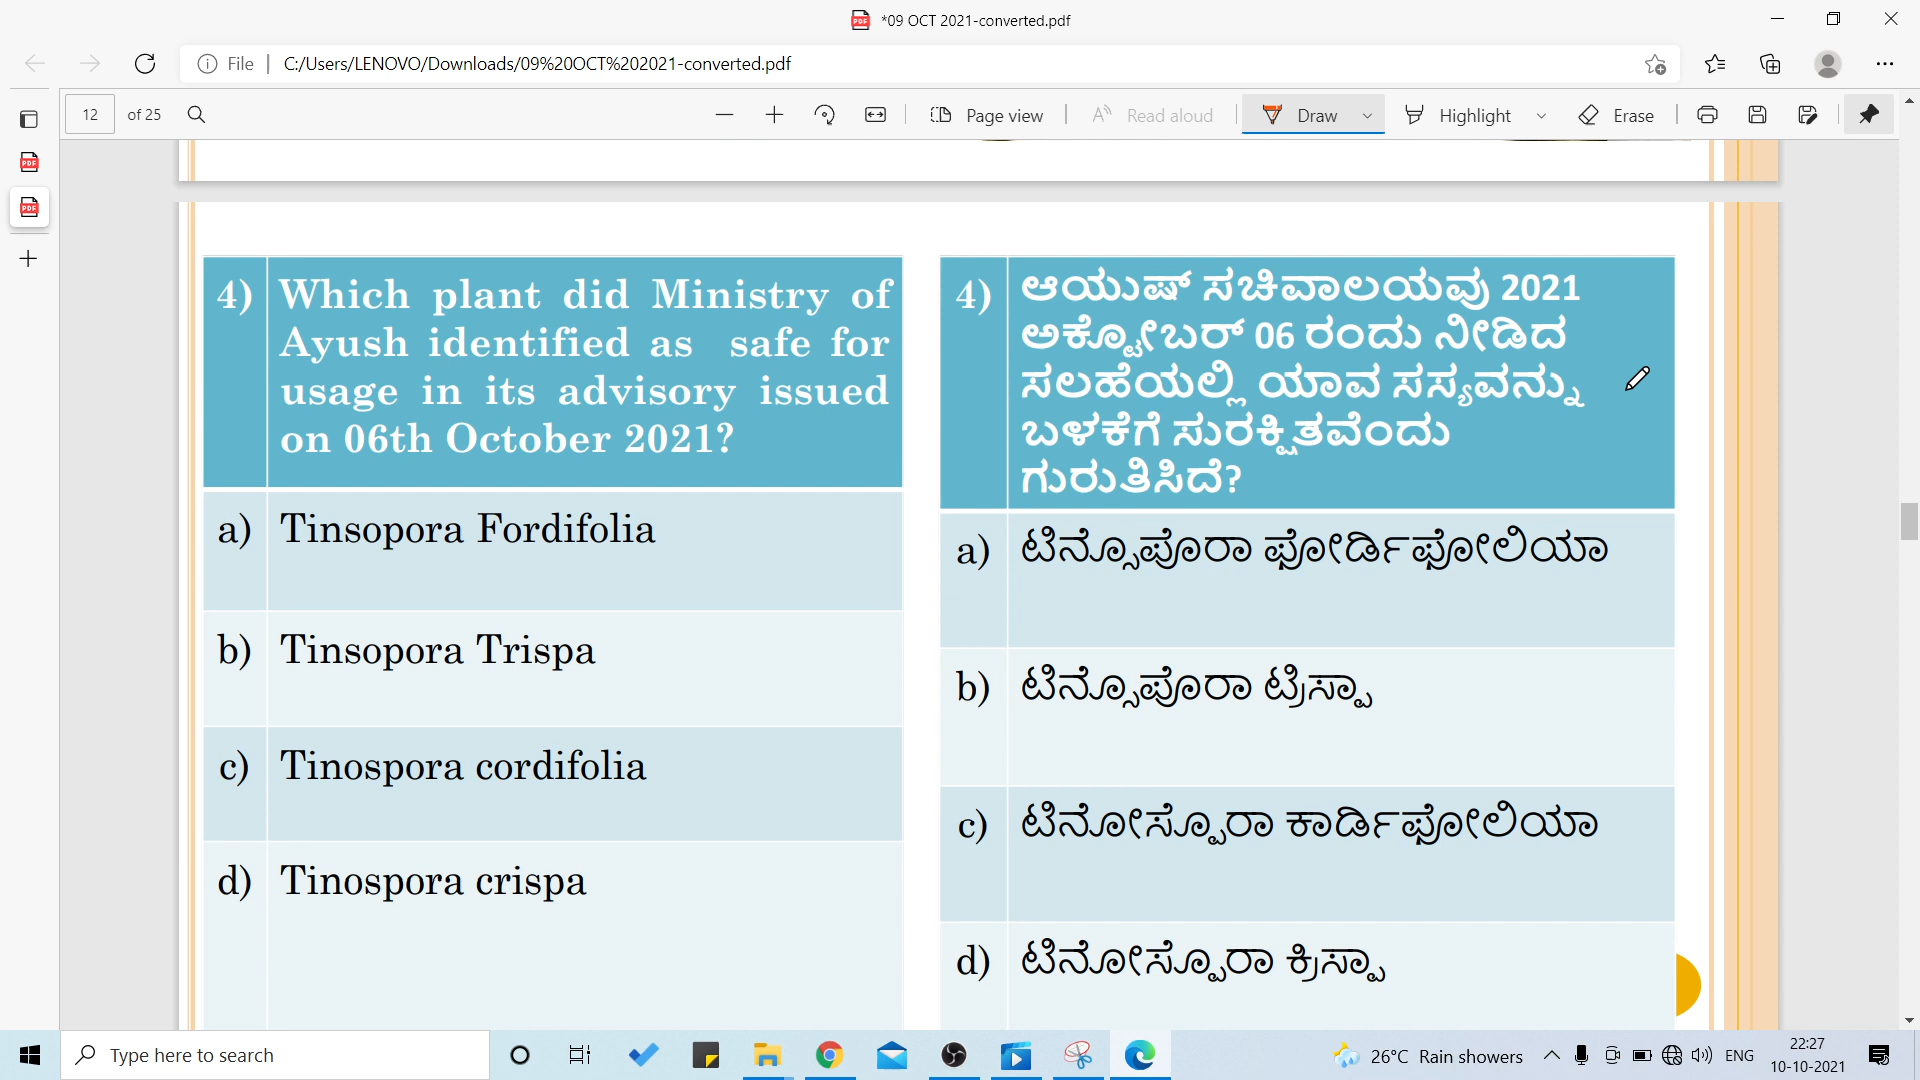 *09 OCT 2021-converted.pdf
File
C:/Users/LENOVO/Downloads/09%20OCT%202021-converted.pdf
12 of 25
Page view
Read aloud
Draw
Highlight
Erase
4) Which plant did Ministry of
Ayush identified as safe for
usage in its advisory issued
on 06th October 2021?
a) Tinsopora Fordifolia
b) Tinsopora Trispa
c) Tinospora cordifolia
d) Tinospora crispa
4) ಆಯುಷ್ ಸಚಿವಾಲಯವು 2021
ಅಕ್ಟೋಬರ್ 06 ರಂದು ನೀಡಿದ
ಸಲಹೆಯಲ್ಲಿ ಯಾವ ಸಸ್ಯವನ್ನು
ಬಳಕೆಗೆ ಸುರಕ್ಷಿತವೆಂದು
ಗುರುತಿಸಿದೆ?
a) ಟಿನ್ಸೊಪೊರಾ ಫೋರ್ಡಿಫೋಲಿಯಾ
b) ಟಿನ್ಸೊಪೊರಾ ಟ್ರಿಸ್ಪಾ
c) ಟಿನೋಸ್ಪೊರಾ ಕಾರ್ಡಿಫೋಲಿಯಾ
d) ಟಿನೋಸ್ಪೊರಾ ಕ್ರಿಸ್ಪಾ
Type here to search
26°C Rain showers
ENG
22:27
10-10-2021